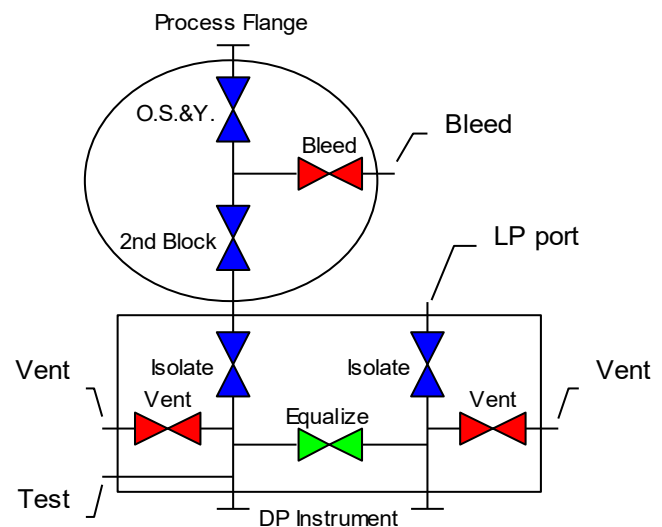 Process Flange
O.S.&Y.
Bleed
Bleed
2nd Block
LP port
Isolate
Isolate
Vent
Vent
Vent
Equalize
Vent
Test
DP Instrument